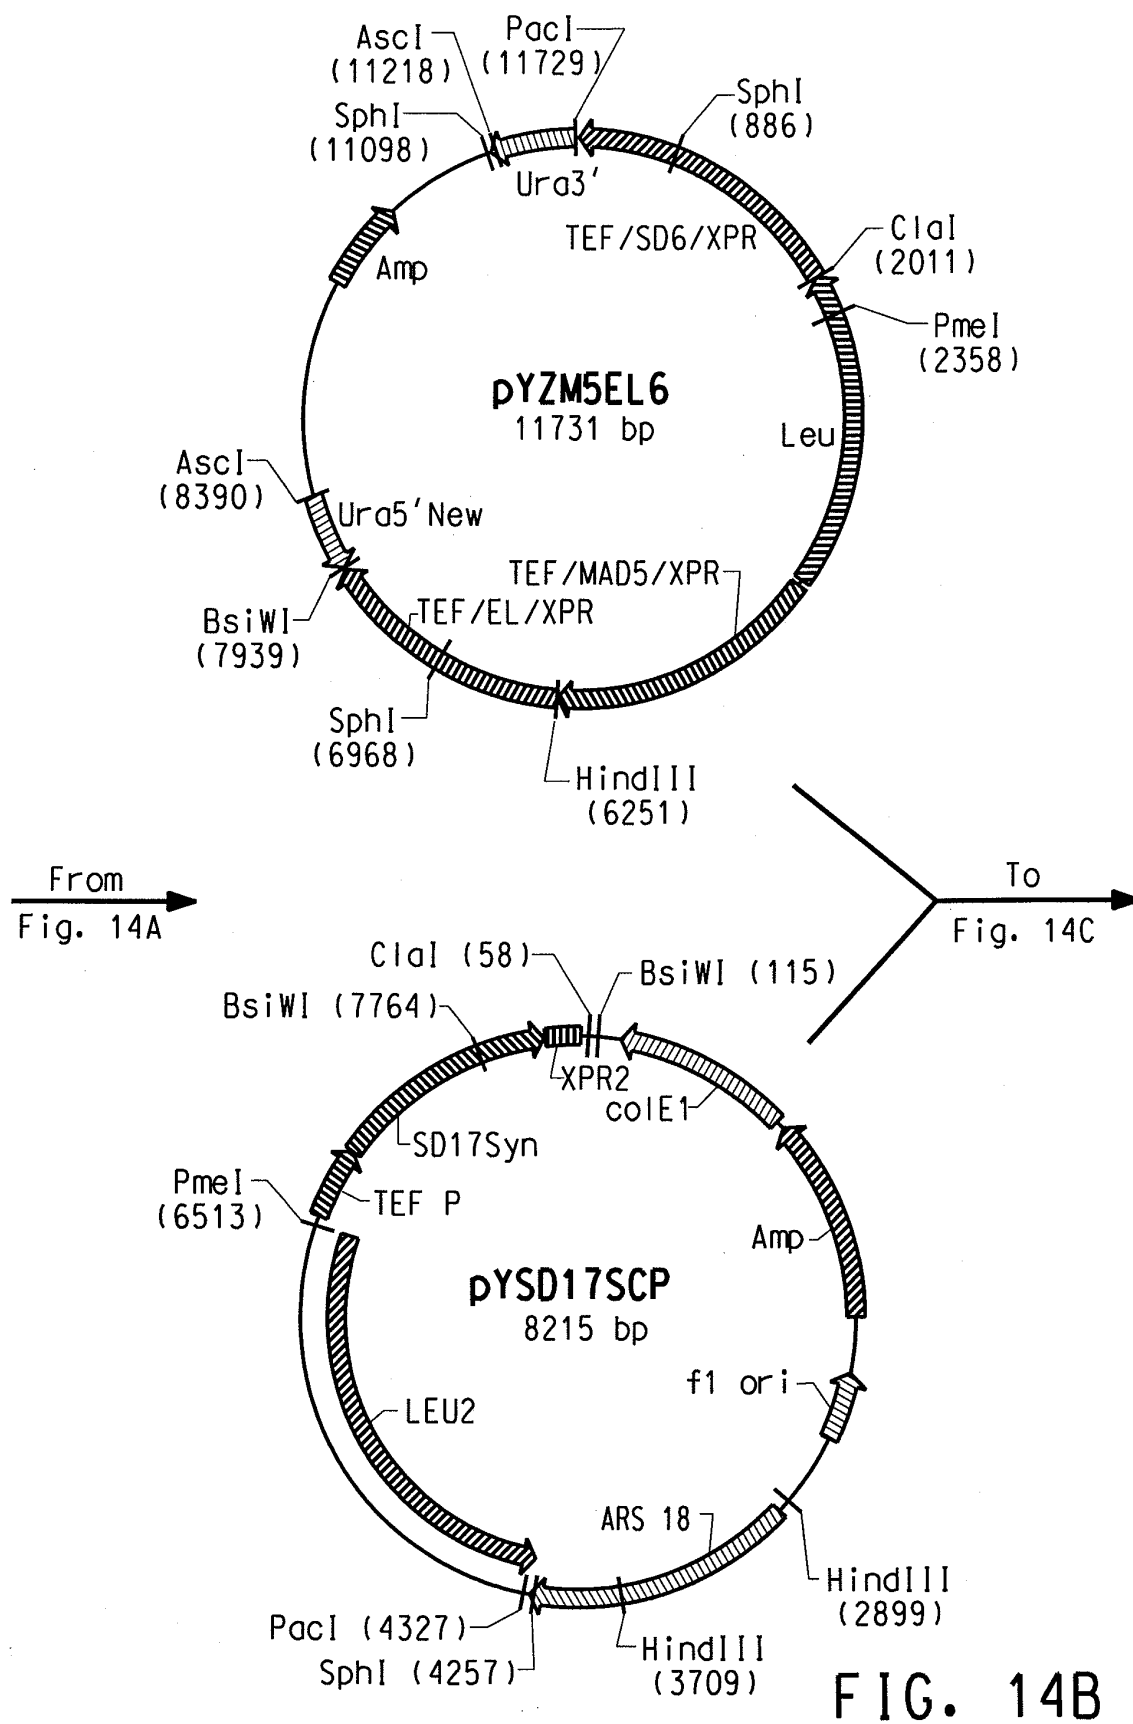 PacI
(11729)
AscI
(11218)
SphI
(11098)
SphI
(886)
Ura3'
TEF/SD6/XPR
ClaI
(2011)
Amp
PmeI
(2358)
pYZM5EL6
11731 bp
Leu
AscI
(8390)
Ura5'New
TEF/MAD5/XPR
TEF/EL/XPR
BsiWI
(7939)
SphI
(6968)
HindIII
(6251)
From
Fig. 14A
To
Fig. 14C
ClaI (58)
BsiWI (115)
BsiWI (7764)
XPR2
colE1
SD17Syn
PmeI
(6513)
TEF P
Amp
pYSD17SCP
8215 bp
f1 ori
LEU2
ARS 18
HindIII
(2899)
PacI (4327)
SphI (4257)
HindIII
(3709)
FIG. 14B